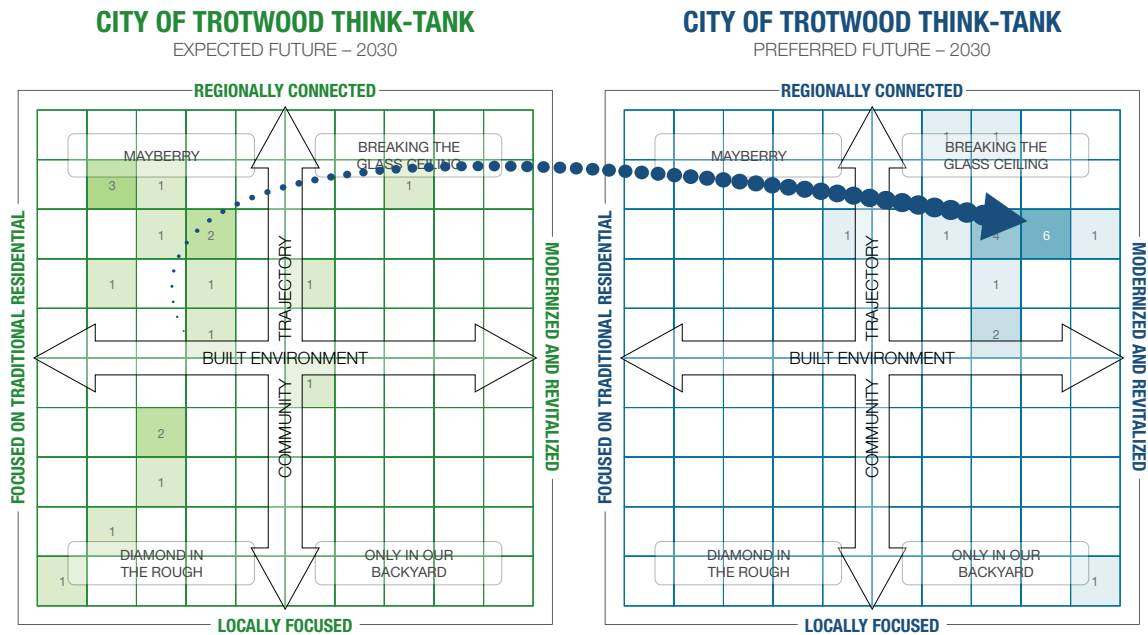 CITY OF TROTWOOD THINK-TANK
EXPECTED FUTURE – 2030
REGIONALLY CONNECTED
MAYBERRY
BREAKING THE
GLASS CEILING
3
1
1
1
2
1
1
1
1
FOCUSED ON TRADITIONAL RESIDENTIAL
MODERNIZED AND REVITALIZED
TRAJECTORY
BUILT ENVIRONMENT
COMMUNITY
1
2
1
1
DIAMOND IN
THE ROUGH
ONLY IN OUR
BACKYARD
1
LOCALLY FOCUSED
CITY OF TROTWOOD THINK-TANK
PREFERRED FUTURE – 2030
REGIONALLY CONNECTED
1
1
MAYBERRY
BREAKING THE
GLASS CEILING
1
1
4
6
1
1
2
FOCUSED ON TRADITIONAL RESIDENTIAL
MODERNIZED AND REVITALIZED
TRAJECTORY
BUILT ENVIRONMENT
COMMUNITY
DIAMOND IN
THE ROUGH
ONLY IN OUR
BACKYARD
1
LOCALLY FOCUSED